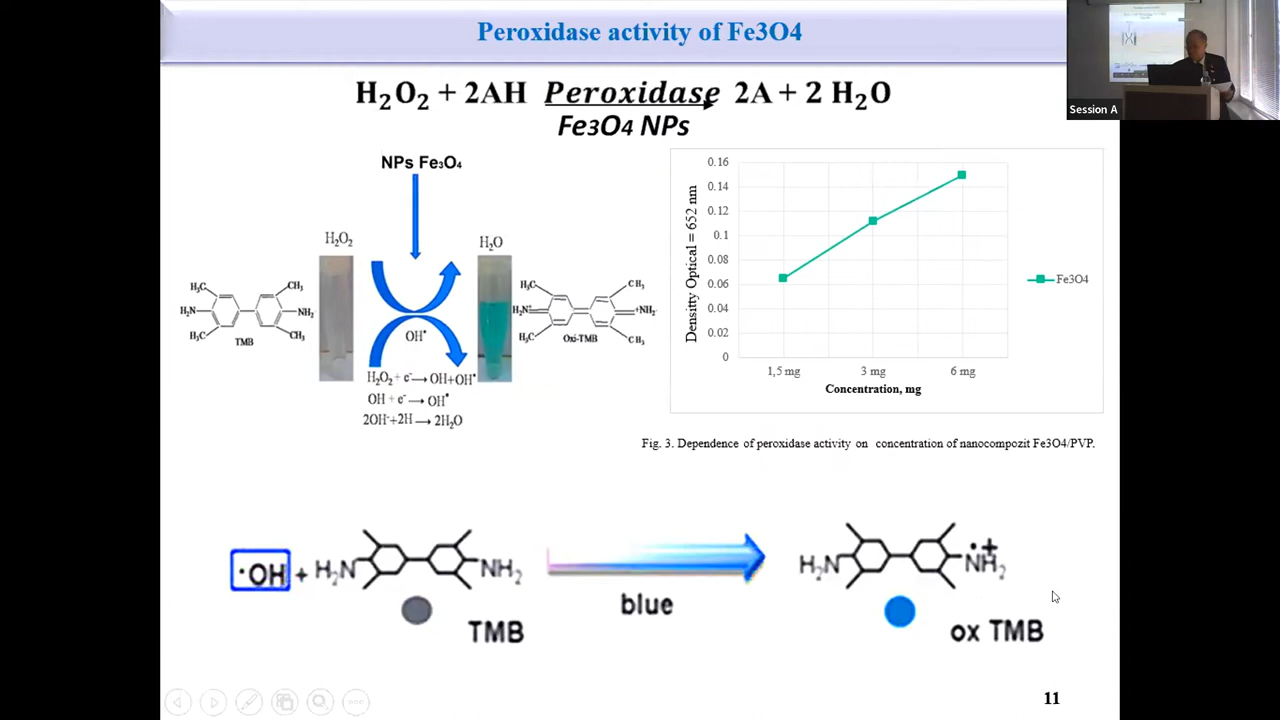 Peroxidase activity of Fe3O4
H₂O₂ + 2AH Peroxidase 2A + 2 H₂O
Fe3O4 NPs
Session A
NPs Fe₃O₄
H₂O₂
H₂O
H₃C
CH₃
H₂N
NH₂
H₃C
CH₃
TMB
OH•
H₃C
CH₃
H₂N⁺
⁺NH₂
H₃C
CH₃
Oxi-TMB
H₂O₂ + e⁻→ OH+OH•
OH + e⁻→ OH•
2OH⁻+2H → 2H₂O
Densitty Optical = 652 nm
0.16
0.14
0.12
0.1
0.08
0.06
0.04
0.02
0
1,5 mg
3 mg
6 mg
Concentration, mg
Fe3O4
Fig. 3. Dependence of peroxidase activity on concentration of nanocompozit Fe3O4/PVP.
•OH + H₂N NH₂
TMB
blue
H₂N NH₂ •+
ox TMB
11